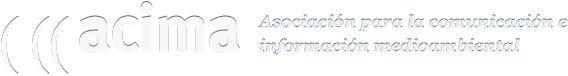 acima
Asociación para la comunicación e
información medioambiental